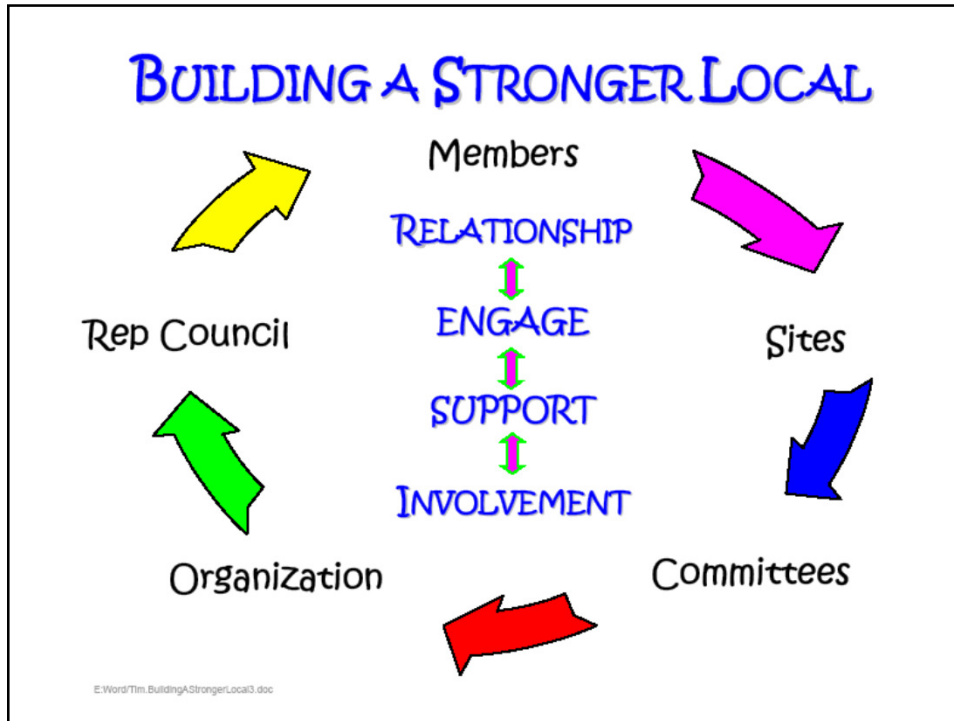 BUILDING A STRONGER LOCAL
Members
RELATIONSHIP
ENGAGE
Rep Council
Sites
SUPPORT
INVOLVEMENT
Organization
Committees
E:Word/Tim.BuildingAStrongerLocal3.doc